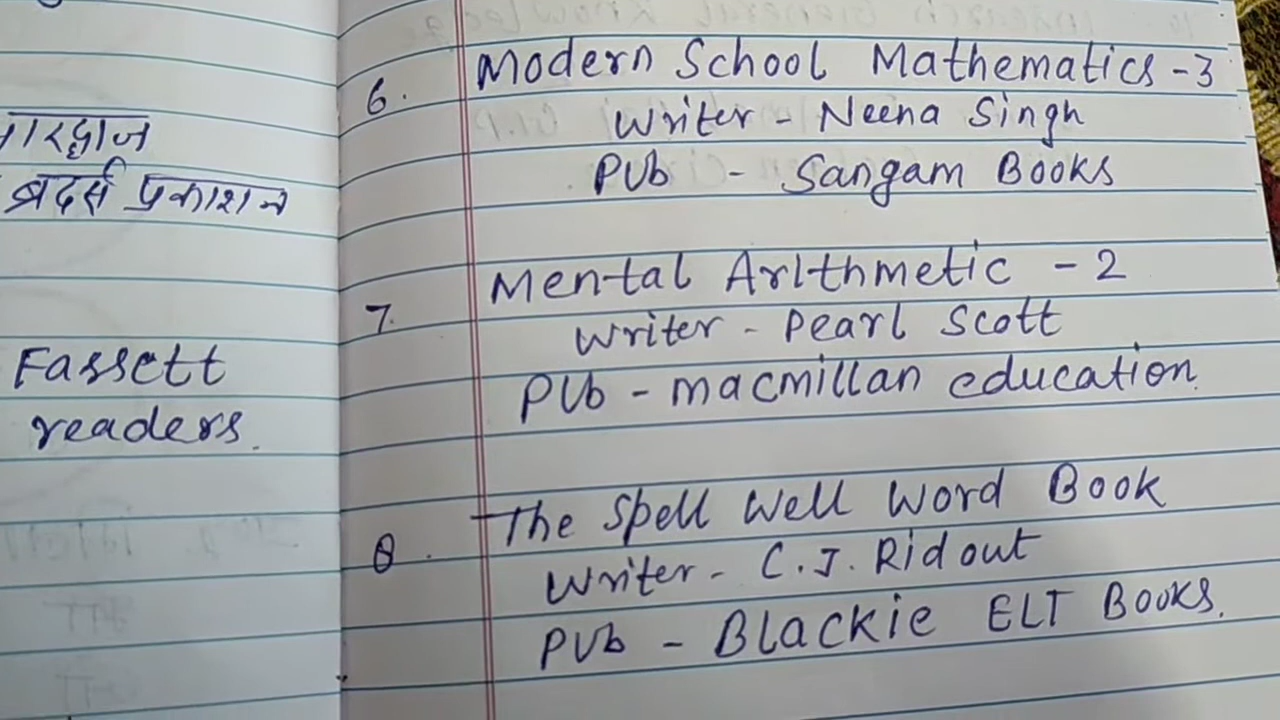 भारद्वाज
ब्रदर्स प्रकाशन
Fassett
readers.
6. Modern School Mathematics - 3
Writer - Neena Singh
PUb - Sangam Books
7. Mental Arithmetic - 2
Writer - Pearl Scott
PUb - macmillan education.
8. The Spell Well Word Book
Writer - C.J. Ridout
PUb - Blackie ELT Books.